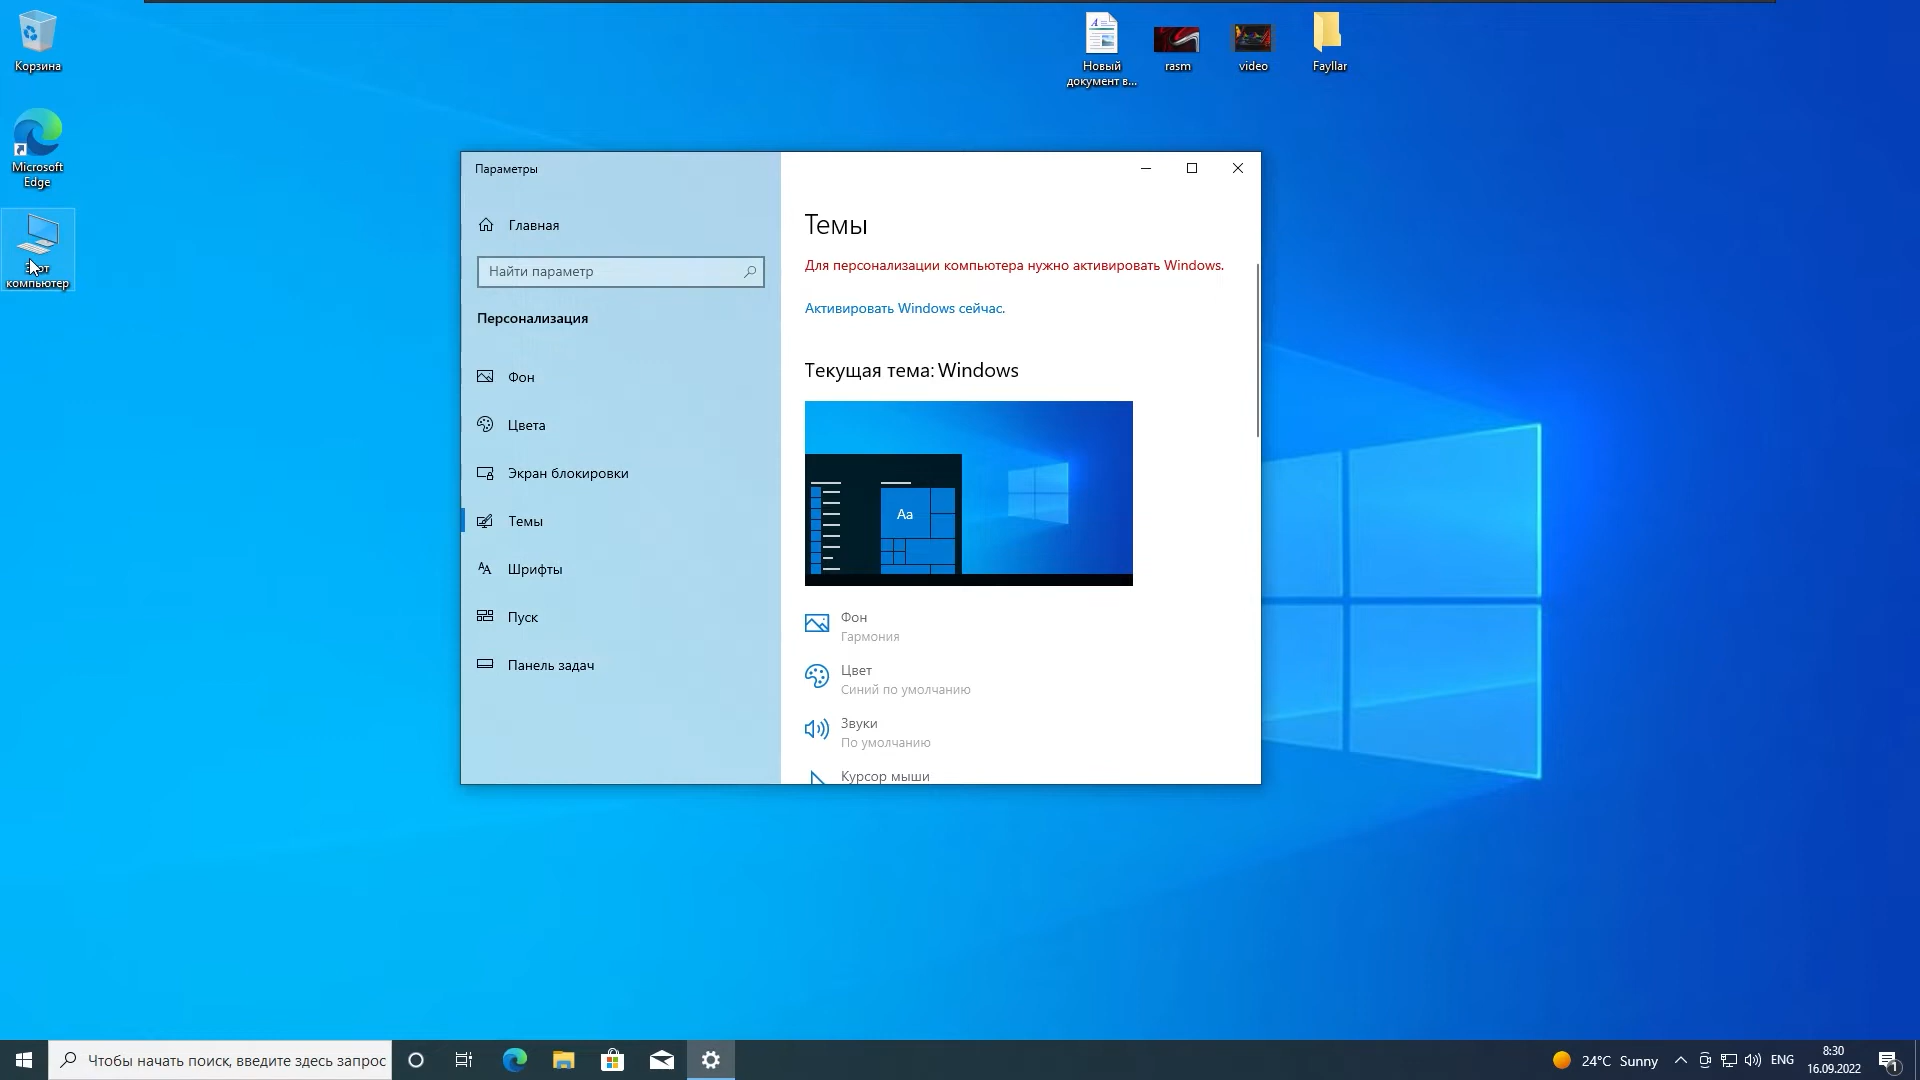 Корзина
Microsoft
Edge
компьютер
Новый
документ в...
rasm
video
Fayllar
Параметры
Главная
Найти параметр
Персонализация
Фон
Цвета
Экран блокировки
Темы
Шрифты
Пуск
Панель задач
Темы
Для персонализации компьютера нужно активировать Windows.
Активировать Windows сейчас.
Текущая тема: Windows
Aa
Фон
Гармония
Цвет
Синий по умолчанию
Звуки
По умолчанию
Курсор мыши
Чтобы начать поиск, введите здесь запрос
24°C Sunny
ENG
8:30
16.09.2022
1